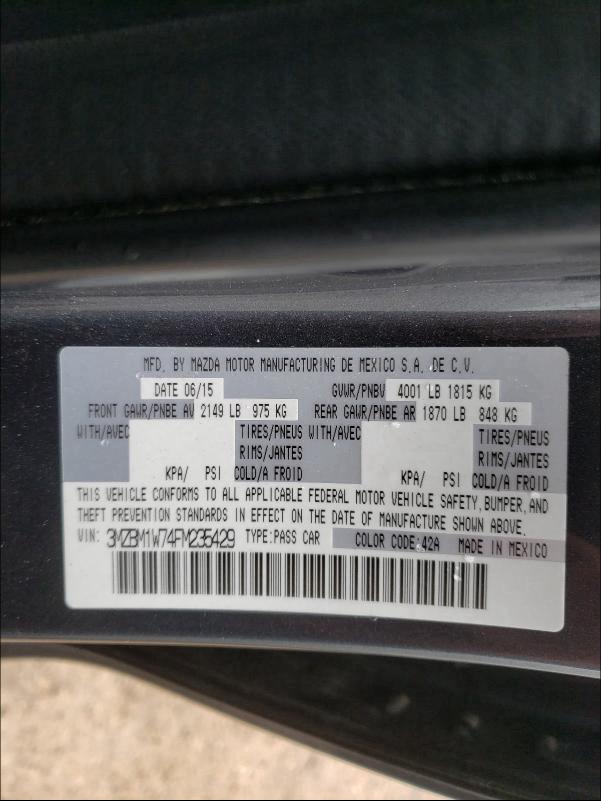 MFD. BY MAZDA MOTOR MANUFACTURING DE MEXICO S.A. DE C.V.
DATE 06/15 GVWR/PNBV 4001 LB 1815 KG
FRONT GAWR/PNBE AV 2149 LB 975 KG REAR GAWR/PNBE AR 1870 LB 848 KG
WITH/AVEC TIRES/PNEUS WITH/AVEC TIRES/PNEUS
RIMS/JANTES RIMS/JANTES
KPA/ PSI COLD/A FROID KPA/ PSI COLD/A FROID
THIS VEHICLE CONFORMS TO ALL APPLICABLE FEDERAL MOTOR VEHICLE SAFETY, BUMPER, AND
THEFT PREVENTION STANDARDS IN EFFECT ON THE DATE OF MANUFACTURE SHOWN ABOVE.
VIN: 3MZBM1W74FM235429 TYPE: PASS CAR COLOR CODE: 42A MADE IN MEXICO